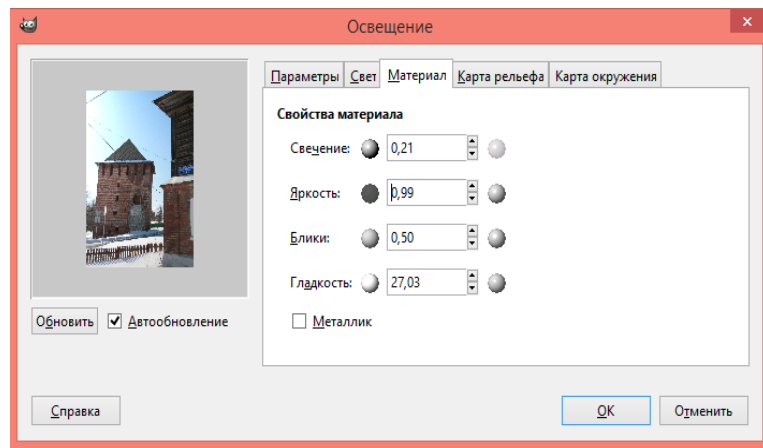 Освещение
Параметры Свет Материал Карта рельефа Карта окружения
Свойства материала
Свечение: 0,21
Яркость: 0,99
Блики: 0,50
Гладкость: 27,03
Металлик
Обновить Автообновление
Справка OK Отменить